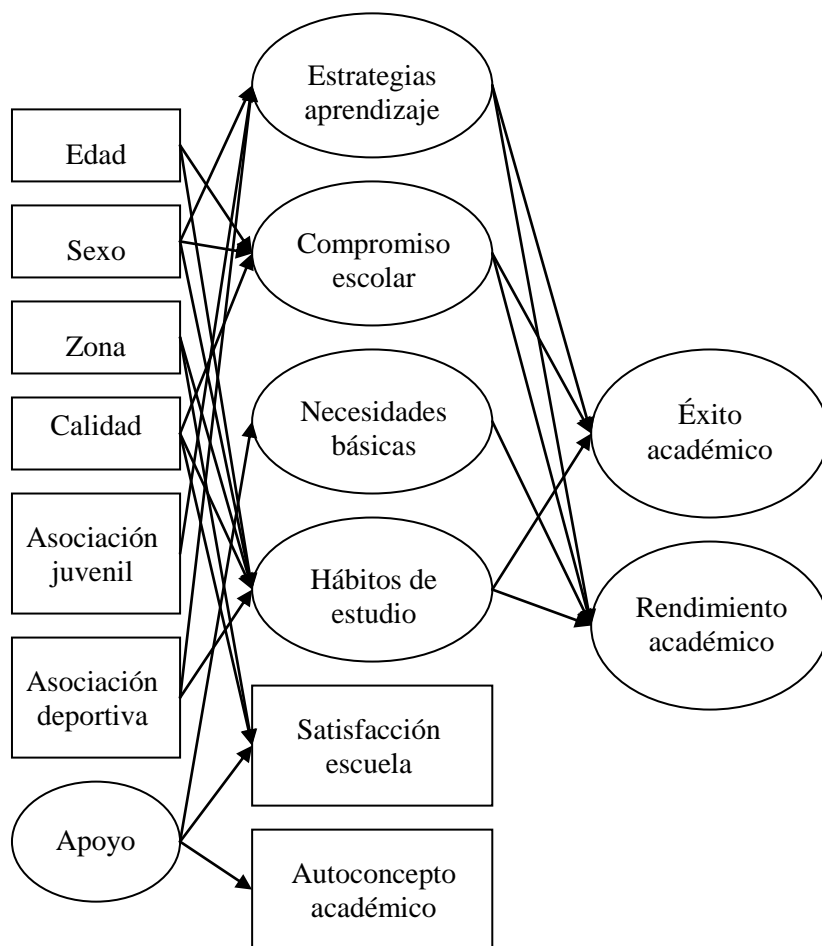 Edad
Sexo
Zona
Calidad
Asociación
juvenil
Asociación
deportiva
Apoyo
Estrategias
aprendizaje
Compromiso
escolar
Necesidades
básicas
Hábitos de
estudio
Satisfacción
escuela
Autoconcepto
académico
Éxito
académico
Rendimiento
académico